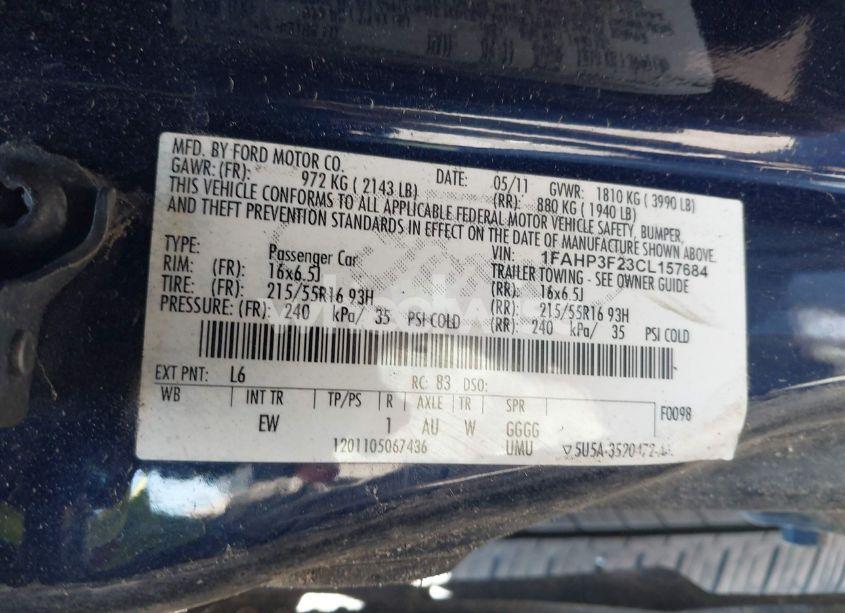 MFD. BY FORD MOTOR CO. DATE: 05/11 GVWR: 1810 KG ( 3990 LB)
GAWR: (FR): 972 KG ( 2143 LB) (RR): 880 KG ( 1940 LB)
THIS VEHICLE CONFORMS TO ALL APPLICABLE FEDERAL MOTOR VEHICLE SAFETY, BUMPER,
AND THEFT PREVENTION STANDARDS IN EFFECT ON THE DATE OF MANUFACTURE SHOWN ABOVE.
VIN: 1FAHP3F23CL157684
TYPE: Passenger Car TRAILER TOWING - SEE OWNER GUIDE
RIM: (FR): 16x6.5J (RR): 16x6.5J
TIRE: (FR): 215/55R16 93H (RR): 215/55R16 93H
PRESSURE: (FR): 240 kPa/ 35 PSI COLD (RR): 240 kPa/ 35 PSI COLD
EXT PNT: L6 RC: 83 DSO:
WB INT TR TP/PS R AXLE TR SPR F0098
EW 1 AU W GGGG
1201105067436 UMU 5U5A-3520472-